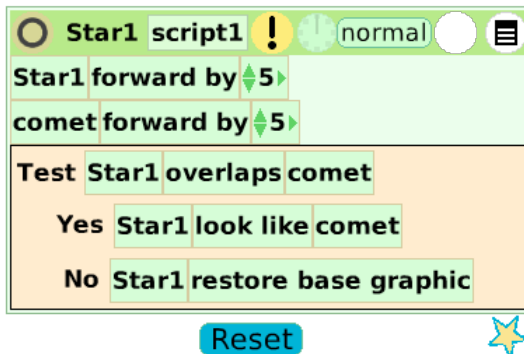 Star1 script1 ! normal
Star1 forward by 5
comet forward by 5
Test Star1 overlaps comet
Yes Star1 look like comet
No Star1 restore base graphic
Reset